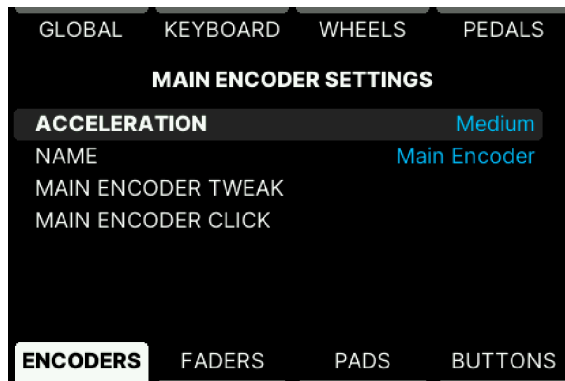 GLOBAL KEYBOARD WHEELS PEDALS
MAIN ENCODER SETTINGS
ACCELERATION Medium
NAME Main Encoder
MAIN ENCODER TWEAK
MAIN ENCODER CLICK
ENCODERS FADERS PADS BUTTONS